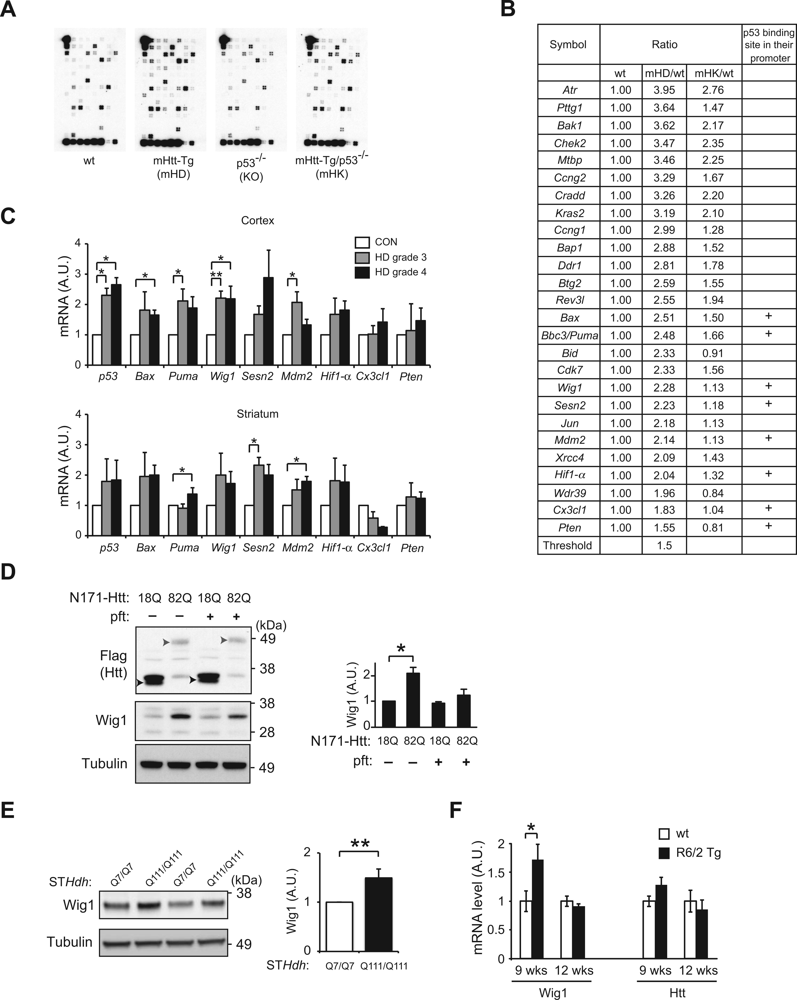 A
wt
mHtt-Tg
(mHD)
p53-/-
(KO)
mHtt-Tg/p53-/-
(mHK)
B
Symbol Ratio p53 binding site in their promoter
wt mHD/wt mHK/wt
Atr 1.00 3.95 2.76
Pttg1 1.00 3.64 1.47
Bak1 1.00 3.62 2.17
Chek2 1.00 3.47 2.35
Mtbp 1.00 3.46 2.25
Ccng2 1.00 3.29 1.67
Cradd 1.00 3.26 2.20
Kras2 1.00 3.19 2.10
Ccng1 1.00 2.99 1.28
Bap1 1.00 2.88 1.52
Ddr1 1.00 2.81 1.78
Btg2 1.00 2.59 1.55
Rev3l 1.00 2.55 1.94
Bax 1.00 2.51 1.50 +
Bbc3/Puma 1.00 2.48 1.66 +
Bid 1.00 2.33 0.91
Cdk7 1.00 2.33 1.56
Wig1 1.00 2.28 1.13 +
Sesn2 1.00 2.23 1.18 +
Jun 1.00 2.18 1.13
Mdm2 1.00 2.14 1.13 +
Xrcc4 1.00 2.09 1.43
Hif1-α 1.00 2.04 1.32 +
Wdr39 1.00 1.96 0.84
Cx3cl1 1.00 1.83 1.04 +
Pten 1.00 1.55 0.81 +
Threshold 1.5
C
Cortex
CON
HD grade 3
HD grade 4
mRNA (A.U.)
4
3
2
1
0
* * * * ** * *
p53 Bax Puma Wig1 Sesn2 Mdm2 Hif1-α Cx3cl1 Pten
Striatum
mRNA (A.U.)
4
3
2
1
0
* * *
p53 Bax Puma Wig1 Sesn2 Mdm2 Hif1-α Cx3cl1 Pten
D
N171-Htt: 18Q 82Q 18Q 82Q
pft: – – + +
(kDa)
Flag
(Htt)
49
38
Wig1
38
28
Tubulin
49
*
Wig1 (A.U.)
2
1
0
N171-Htt: 18Q 82Q 18Q 82Q
pft: – – + +
E
STHdh: Q7/Q7 Q111/Q111 Q7/Q7 Q111/Q111 (kDa)
Wig1
38
Tubulin
49
**
Wig1 (A.U.)
2
1
0
STHdh: Q7/Q7 Q111/Q111
F
wt
R6/2 Tg
*
mRNA level (A.U.)
2
1.5
1
0.5
0
9 wks 12 wks 9 wks 12 wks
Wig1 Htt